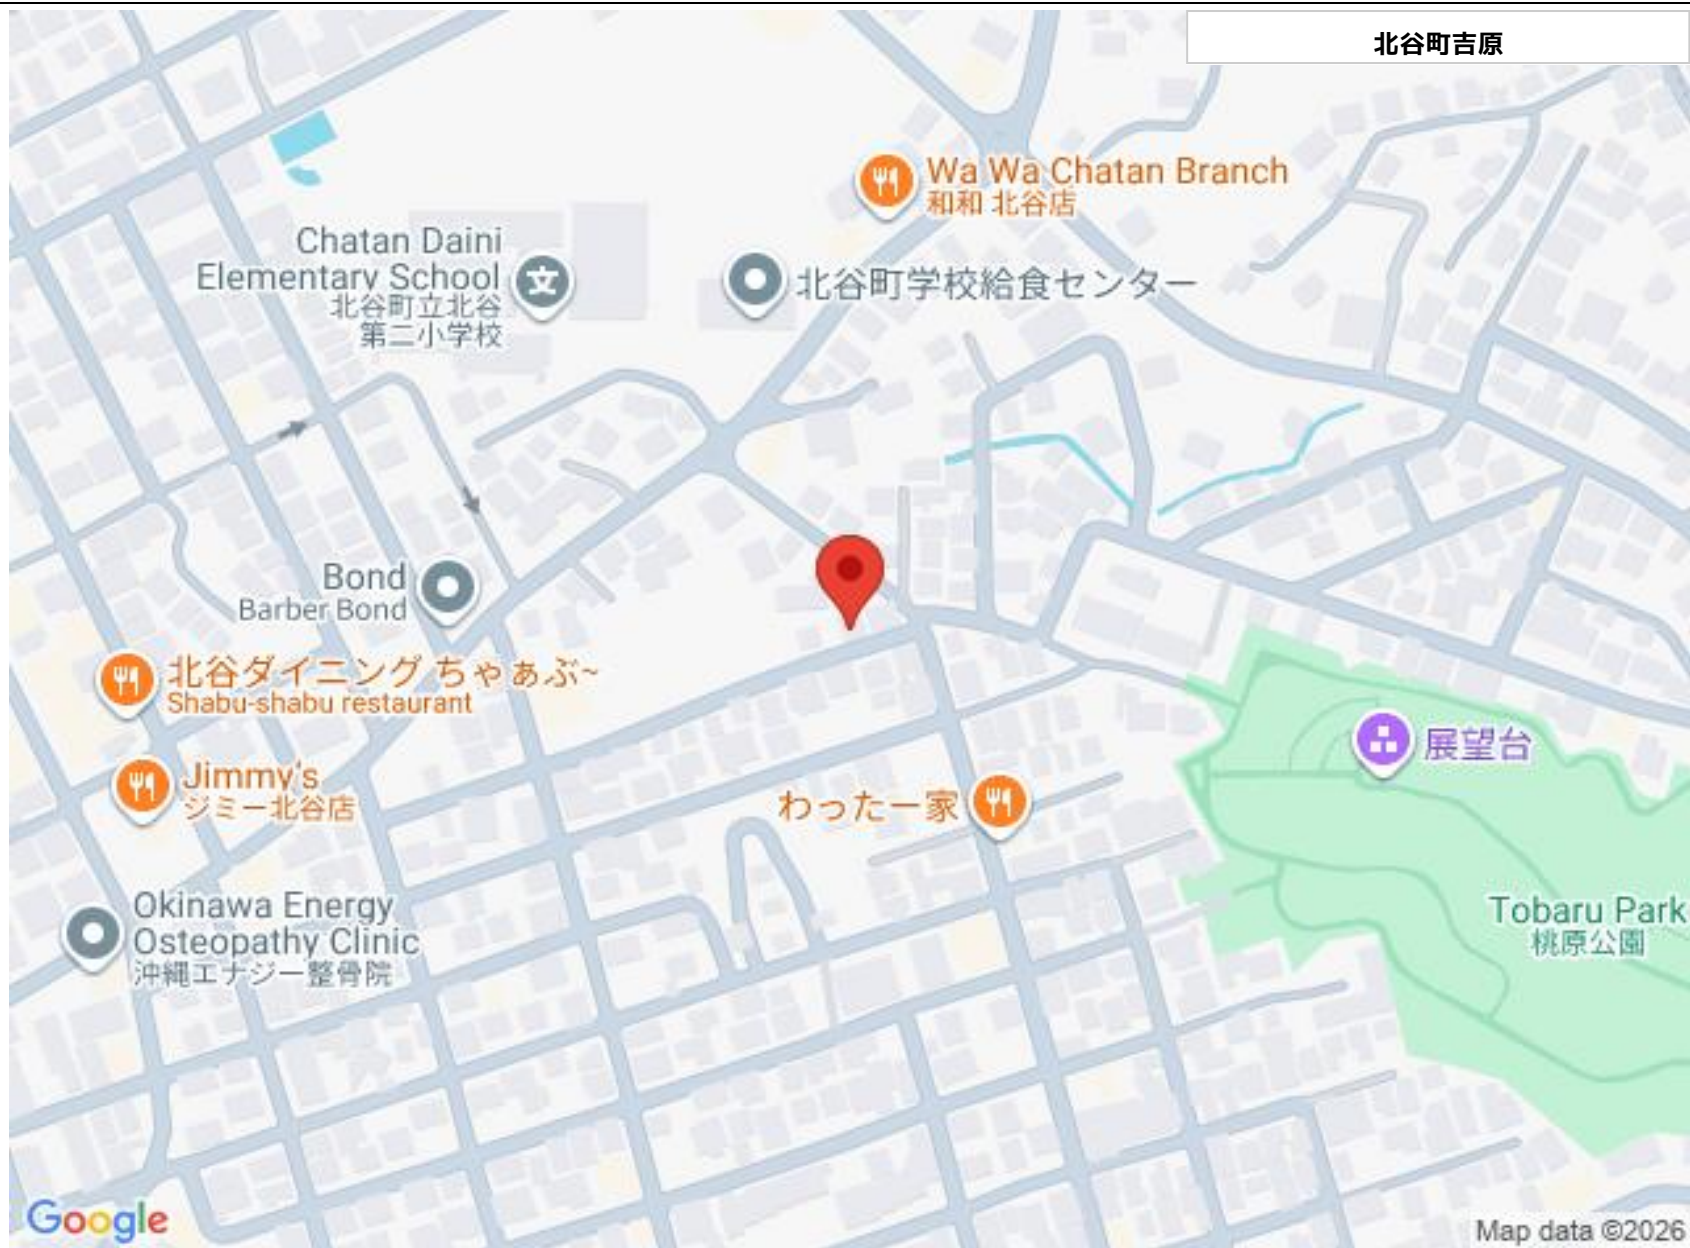 北谷町吉原
Wa Wa Chatan Branch
和和 北谷店
Chatan Daini
Elementary School
北谷町立北谷
第二小学校
北谷町学校給食センター
Bond
Barber Bond
北谷ダイニング ちゃぁぶ~
Shabu-shabu restaurant
展望台
Jimmy's
ジミー北谷店
わったー家
Okinawa Energy
Osteopathy Clinic
沖縄エナジー整骨院
Tobaru Park
桃原公園
Google
Map data ©2026